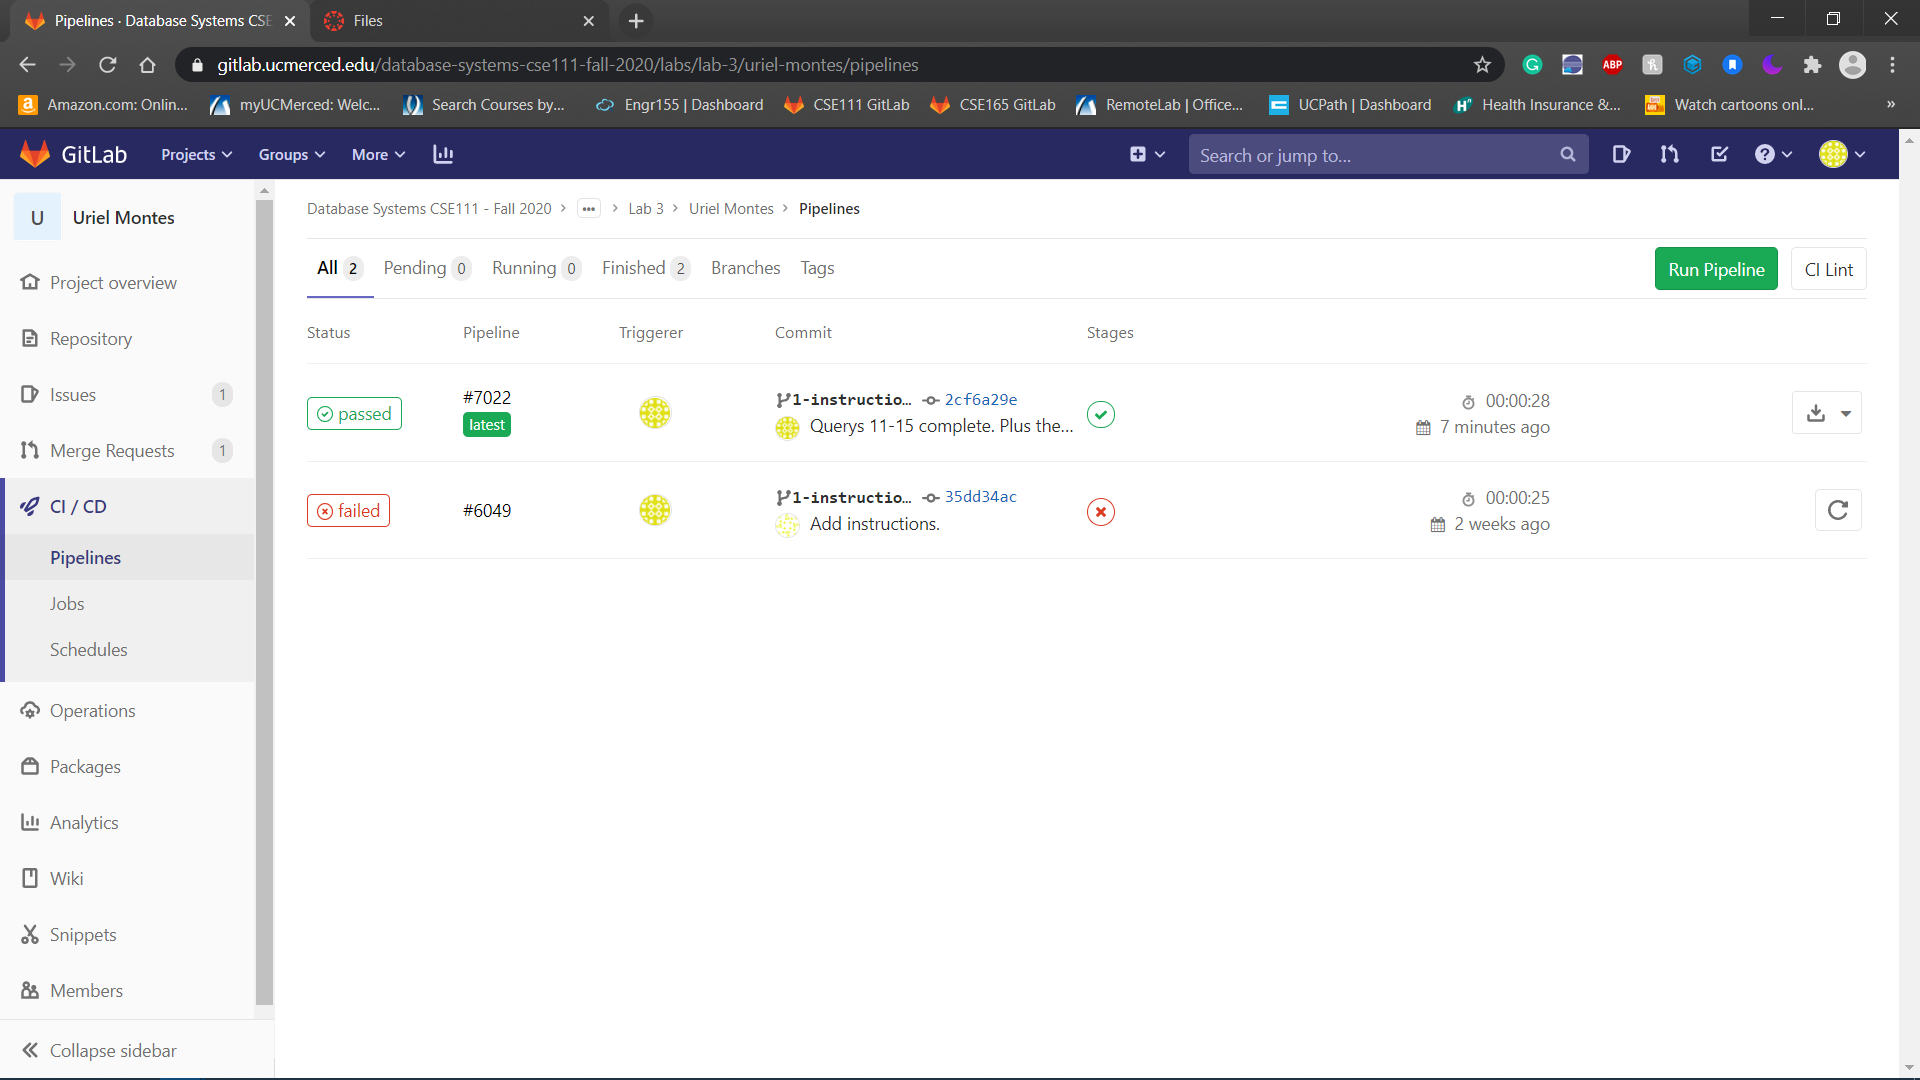 Pipelines · Database Systems CSE
Files
gitlab.ucmerced.edu/database-systems-cse111-fall-2020/labs/lab-3/uriel-montes/pipelines
ABP
Amazon.com: Onlin...
myUCMerced: Welc...
Search Courses by...
Engr155 | Dashboard
CSE111 GitLab
CSE165 GitLab
RemoteLab | Office...
UCPath | Dashboard
Health Insurance &...
Watch cartoons onl...
»
GitLab
Projects
Groups
More
Search or jump to...
U
Uriel Montes
Project overview
Repository
Issues 1
Merge Requests 1
CI / CD
Pipelines
Jobs
Schedules
Operations
Packages
Analytics
Wiki
Snippets
Members
Collapse sidebar
Database Systems CSE111 - Fall 2020 > ... > Lab 3 > Uriel Montes > Pipelines
All 2 Pending 0 Running 0 Finished 2 Branches Tags
Run Pipeline
CI Lint
Status Pipeline Triggerer Commit Stages
passed
#7022
latest
1-instructio... 2cf6a29e
Querys 11-15 complete. Plus the...
00:00:28
7 minutes ago
failed
#6049
1-instructio... 35dd34ac
Add instructions.
00:00:25
2 weeks ago